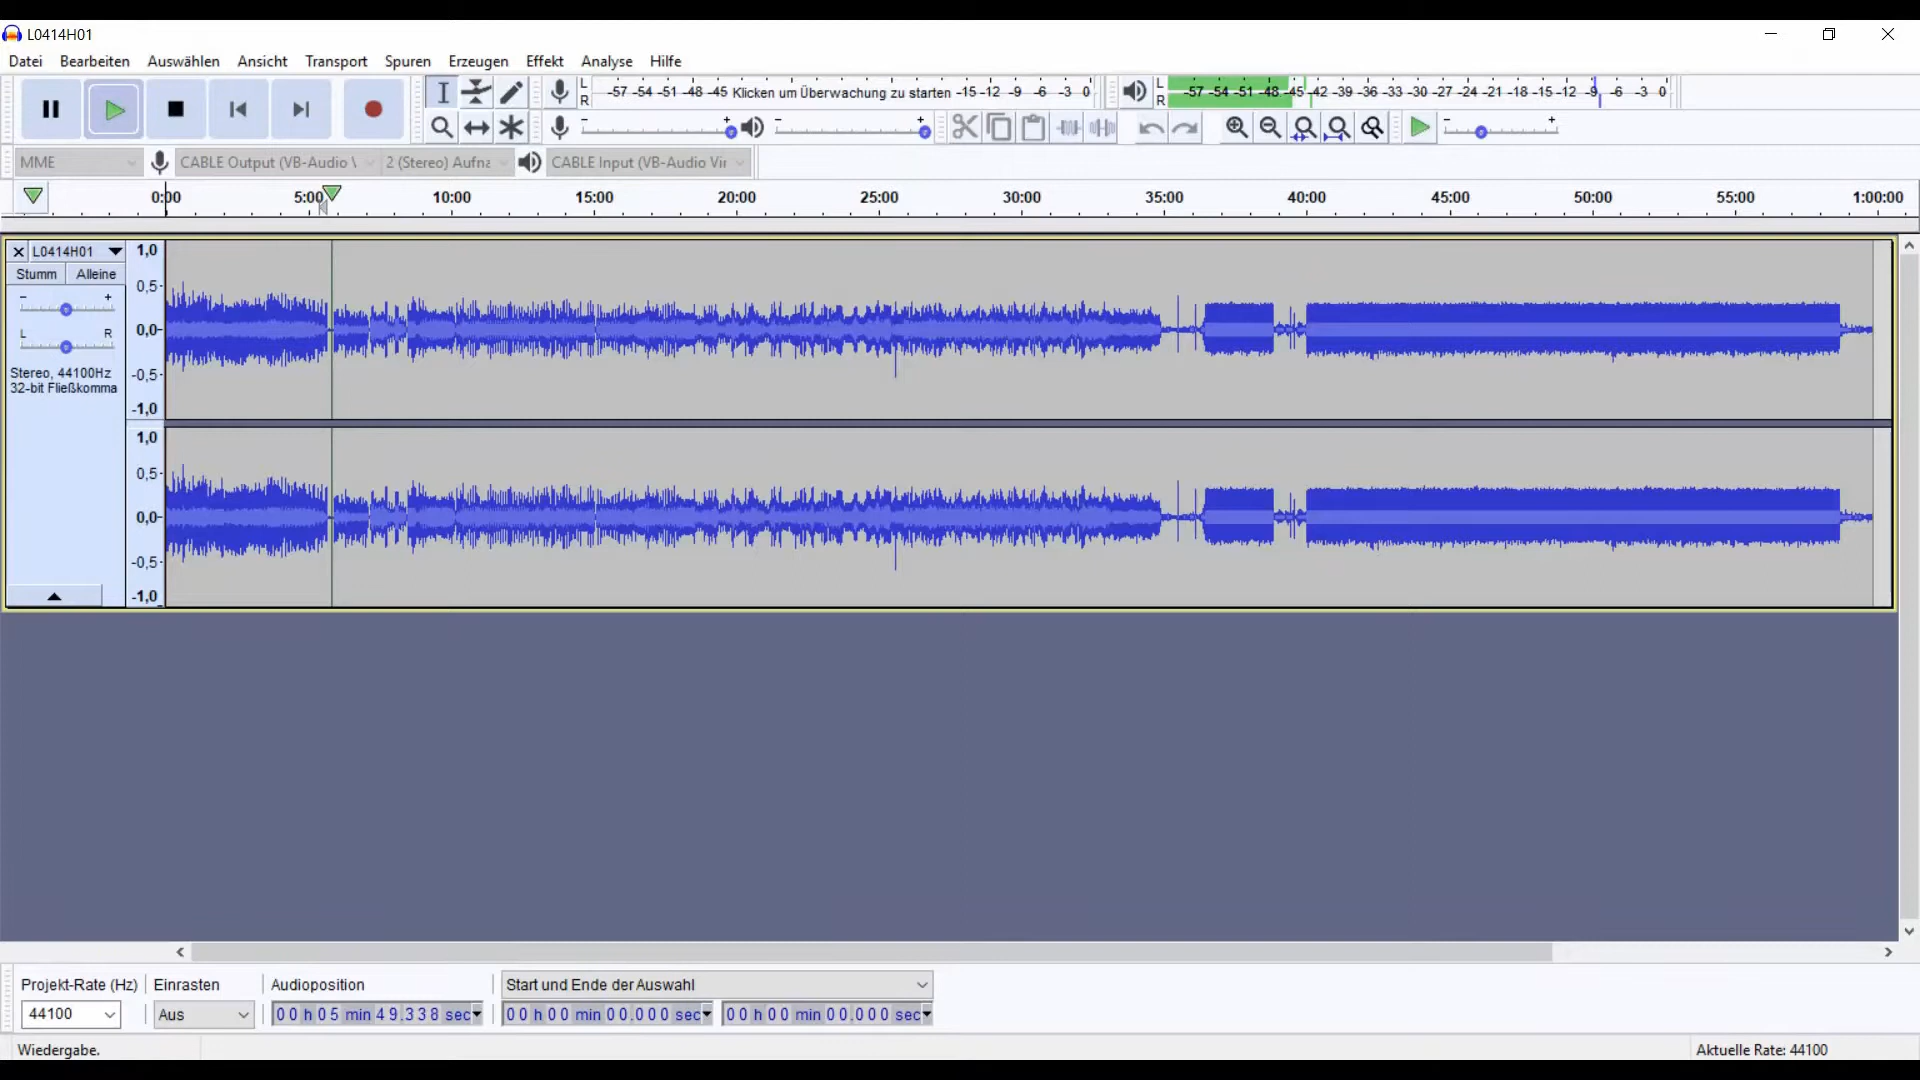 L0414H01
Datei Bearbeiten Auswählen Ansicht Transport Spuren Erzeugen Effekt Analyse Hilfe
L -57 -54 -51 -48 -45 Klicken um Überwachung zu starten -15 -12 -9 -6 -3 0 L -57 -54 -51 -48 -45 -42 -39 -36 -33 -30 -27 -24 -21 -18 -15 -12 -9 -6 -3 0
R R
- + - + - +
MME CABLE Output (VB-Audio \ 2 (Stereo) Aufna CABLE Input (VB-Audio Vir
0:00 5:00 10:00 15:00 20:00 25:00 30:00 35:00 40:00 45:00 50:00 55:00 1:00:00
L0414H01 1,0
Stumm Alleine
0,5
- +
0,0
L R
Stereo, 44100Hz
-0,5
32-bit Fließkomma
-1,0
1,0
0,5
0,0
-0,5
-1,0
Projekt-Rate (Hz) Einrasten Audioposition Start und Ende der Auswahl
44100 Aus 00 h 05 min 49.338 sec 00 h 00 min 00.000 sec 00 h 00 min 00.000 sec
Wiedergabe. Aktuelle Rate: 44100